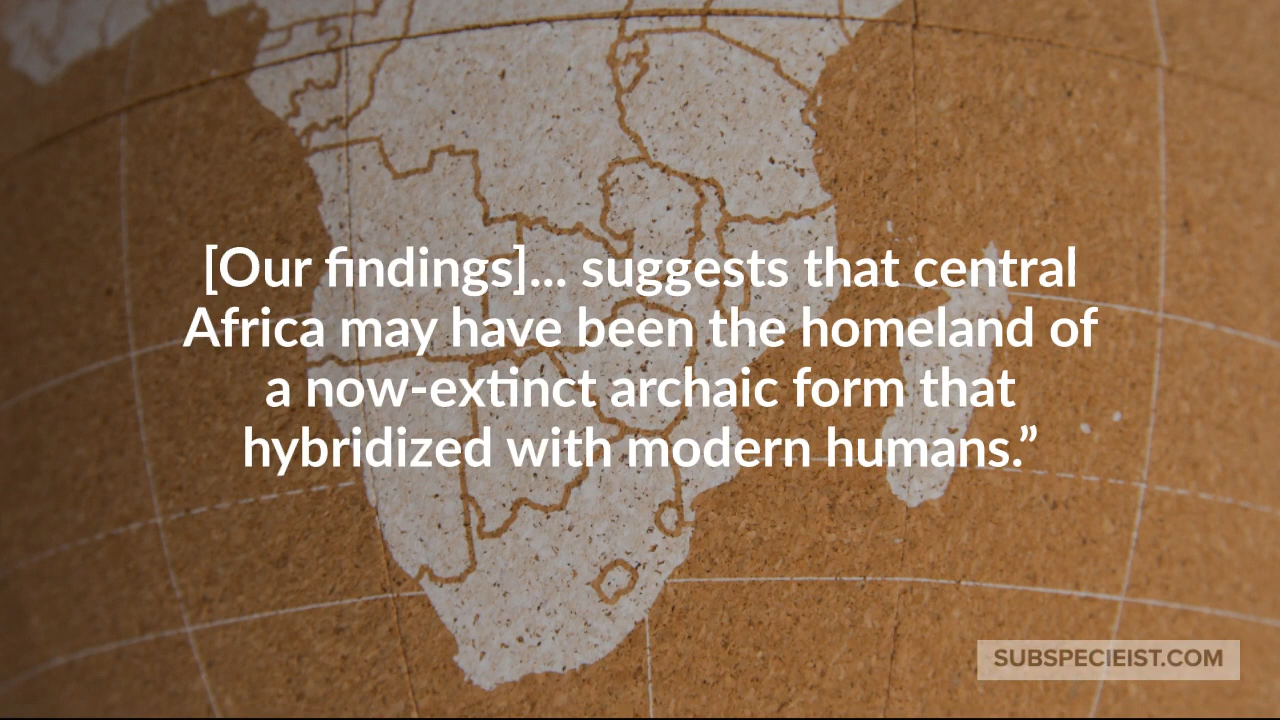 [Our findings]... suggests that central
Africa may have been the homeland of
a now-extinct archaic form that
hybridized with modern humans.”
SUBSPECIEIST.COM